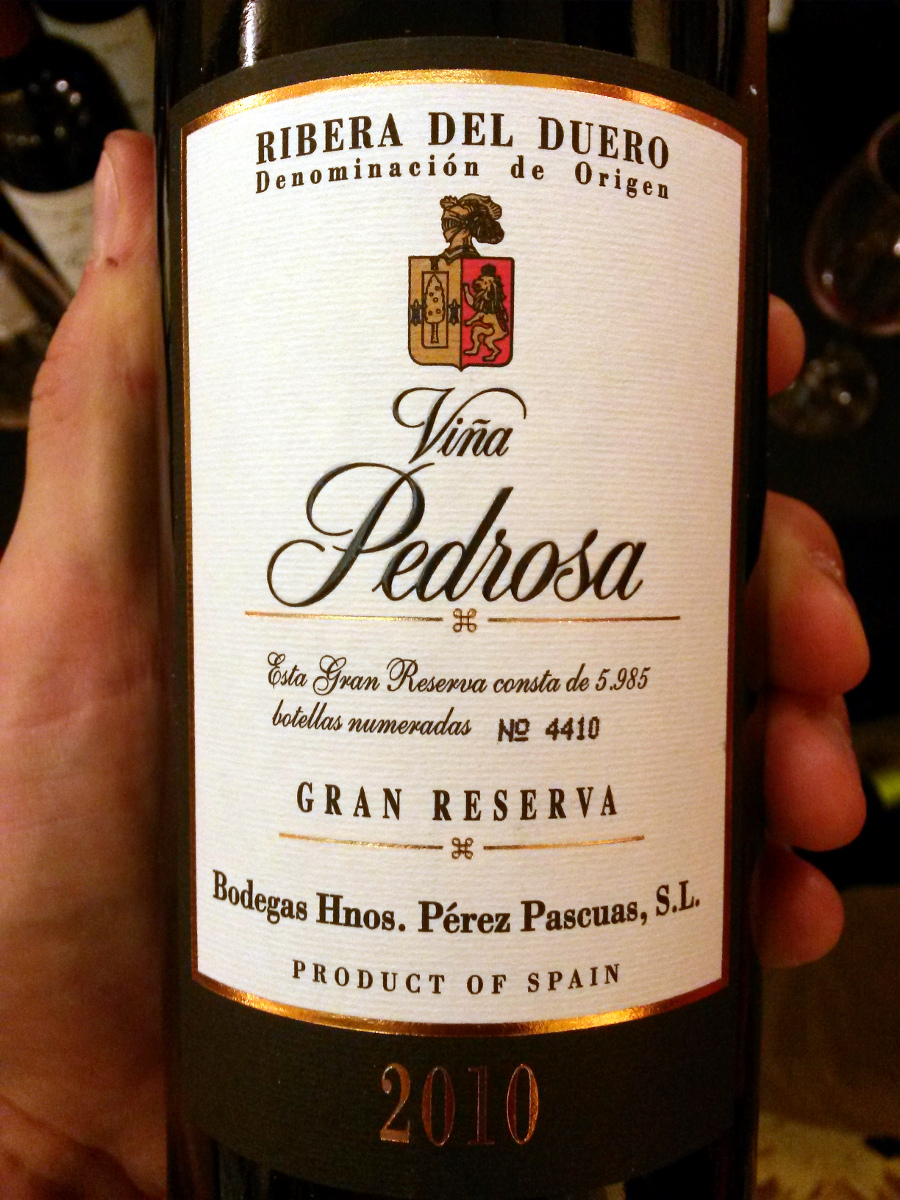 RIBERA DEL DUERO
Denominación de Origen
Viña
Pedrosa
Esta Gran Reserva consta de 5.985
botellas numeradas Nº 4410
GRAN RESERVA
Bodegas Hnos. Pérez Pascuas, S.L.
PRODUCT OF SPAIN
2010